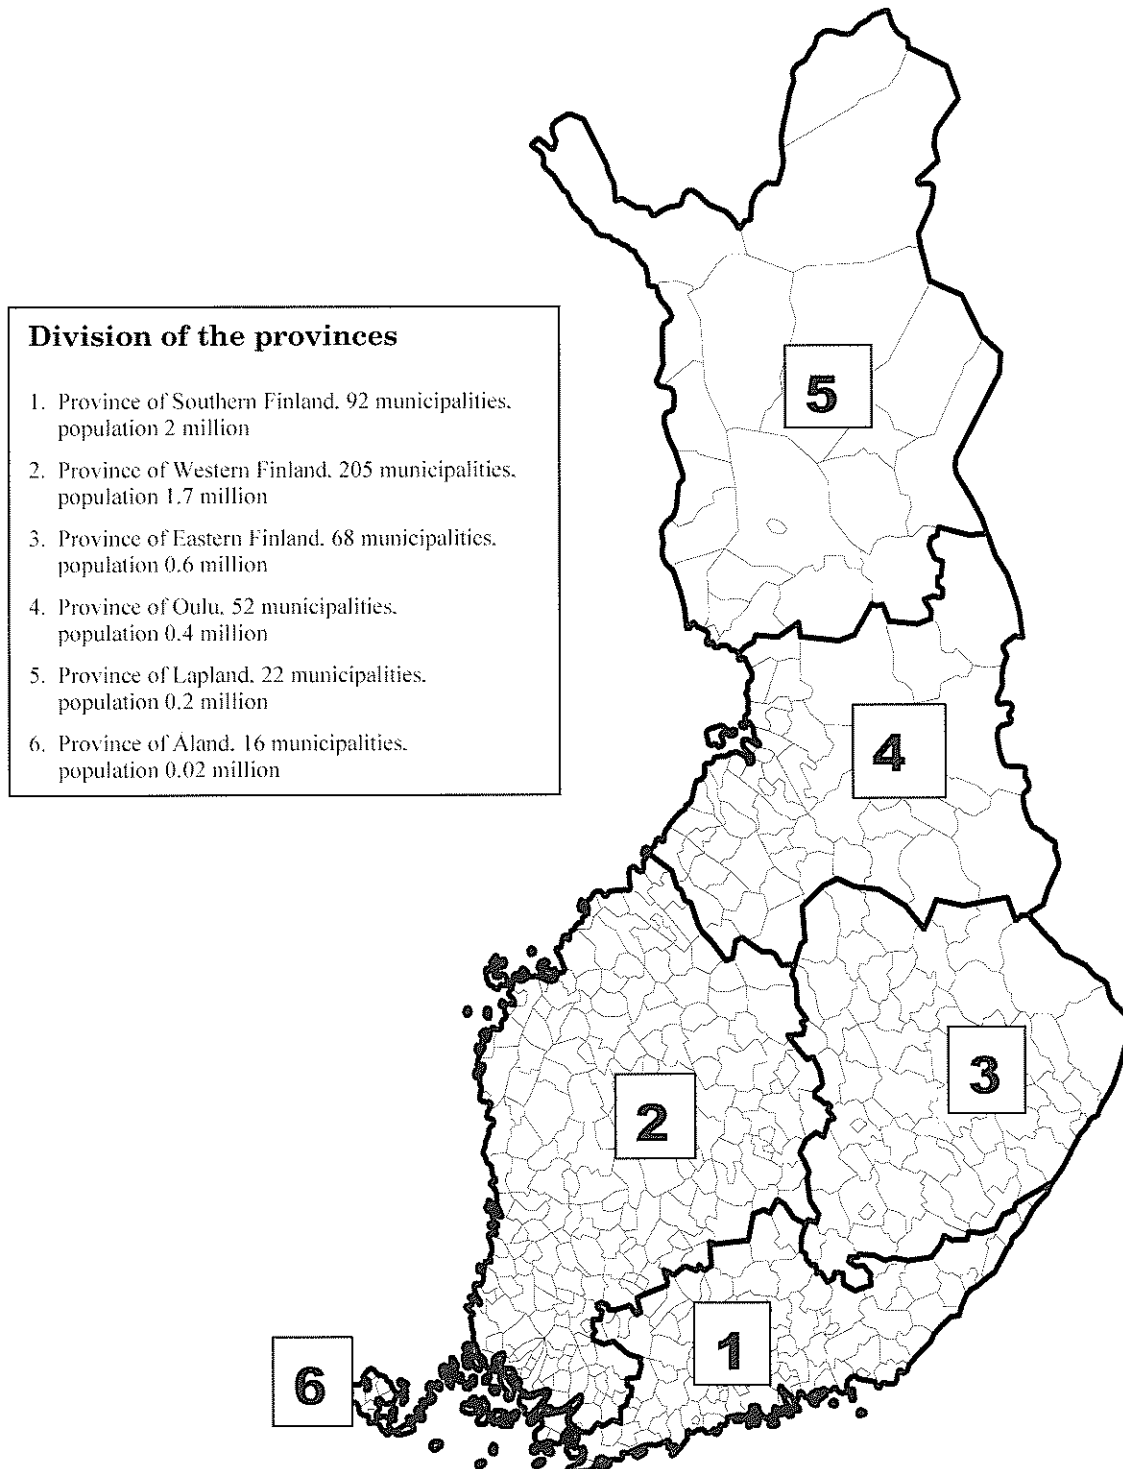 Division of the provinces
1. Province of Southern Finland. 92 municipalities.
population 2 million
2. Province of Western Finland. 205 municipalities.
population 1.7 million
3. Province of Eastern Finland. 68 municipalities.
population 0.6 million
4. Province of Oulu. 52 municipalities.
population 0.4 million
5. Province of Lapland. 22 municipalities.
population 0.2 million
6. Province of Åland. 16 municipalities.
population 0.02 million
5
4
3
2
1
6